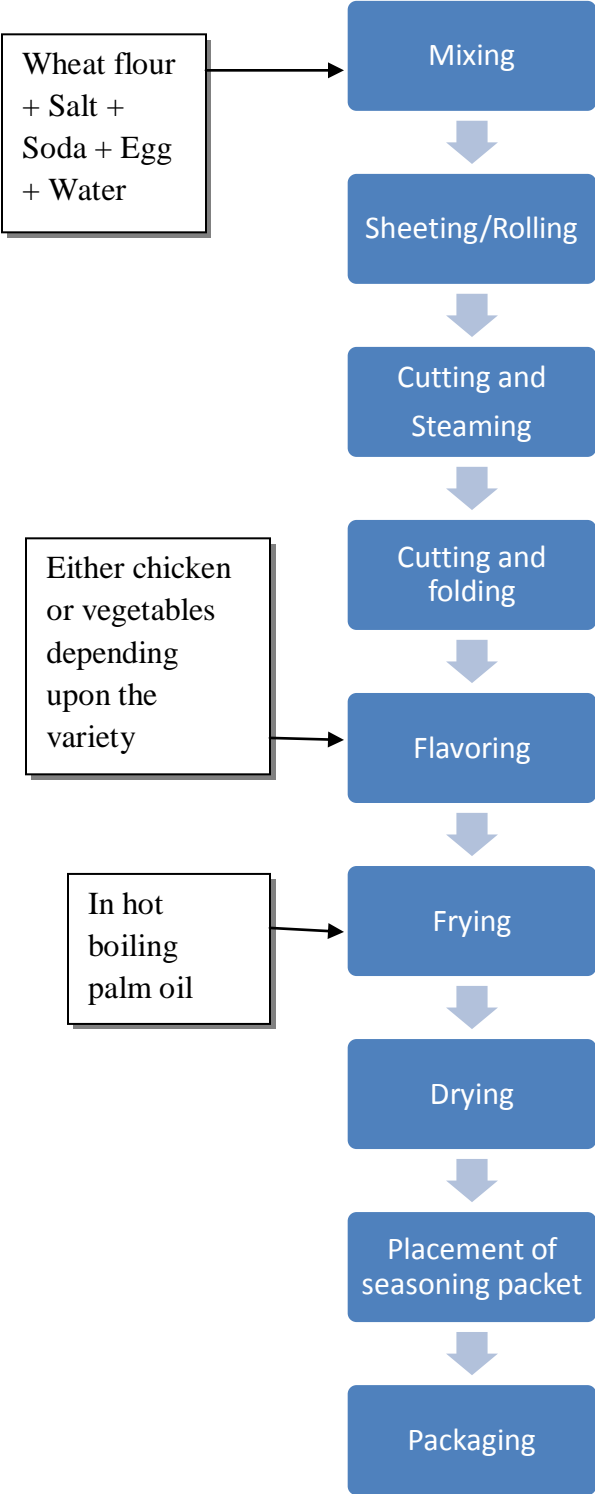 Wheat flour
+ Salt +
Soda + Egg
+ Water
Mixing
Sheeting/Rolling
Cutting and
Steaming
Cutting and
folding
Either chicken
or vegetables
depending
upon the
variety
Flavoring
In hot
boiling
palm oil
Frying
Drying
Placement of
seasoning packet
Packaging